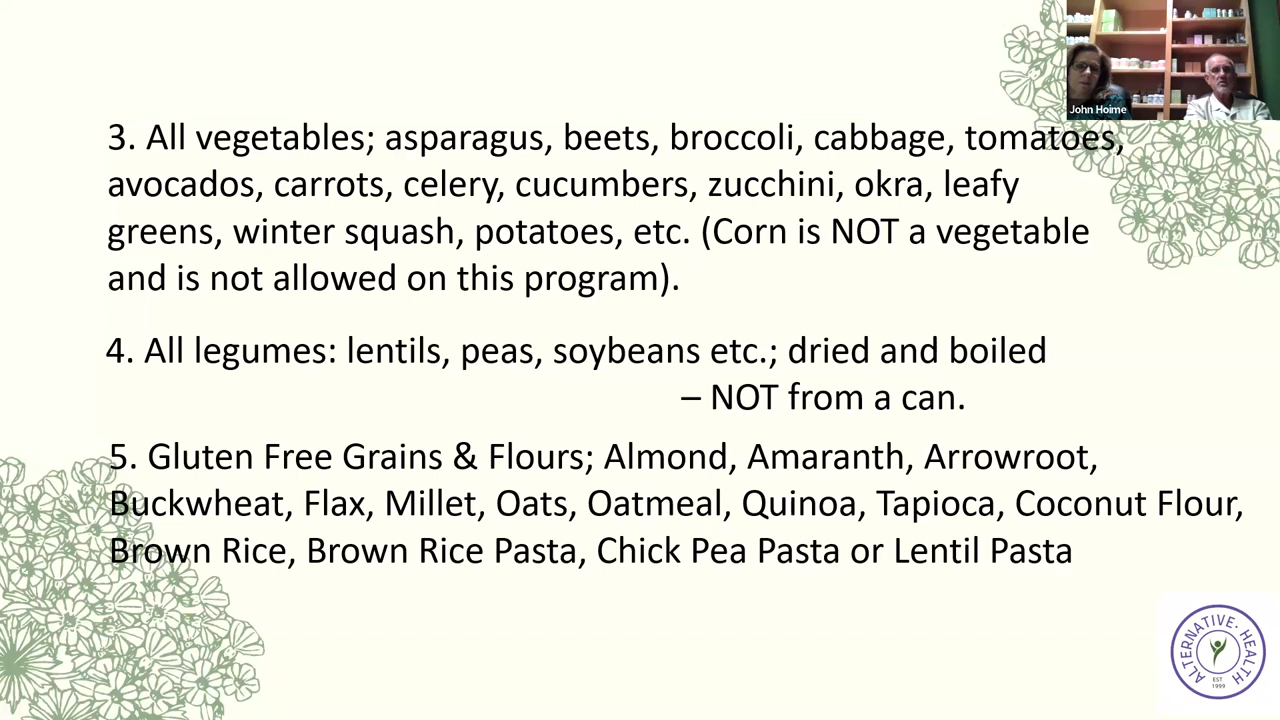 John Hoime
3. All vegetables; asparagus, beets, broccoli, cabbage, tomatoes,
avocados, carrots, celery, cucumbers, zucchini, okra, leafy
greens, winter squash, potatoes, etc. (Corn is NOT a vegetable
and is not allowed on this program).
4. All legumes: lentils, peas, soybeans etc.; dried and boiled
– NOT from a can.
5. Gluten Free Grains & Flours; Almond, Amaranth, Arrowroot,
Buckwheat, Flax, Millet, Oats, Oatmeal, Quinoa, Tapioca, Coconut Flour,
Brown Rice, Brown Rice Pasta, Chick Pea Pasta or Lentil Pasta
ALTERNATIVE· HEALTH
EST
1999